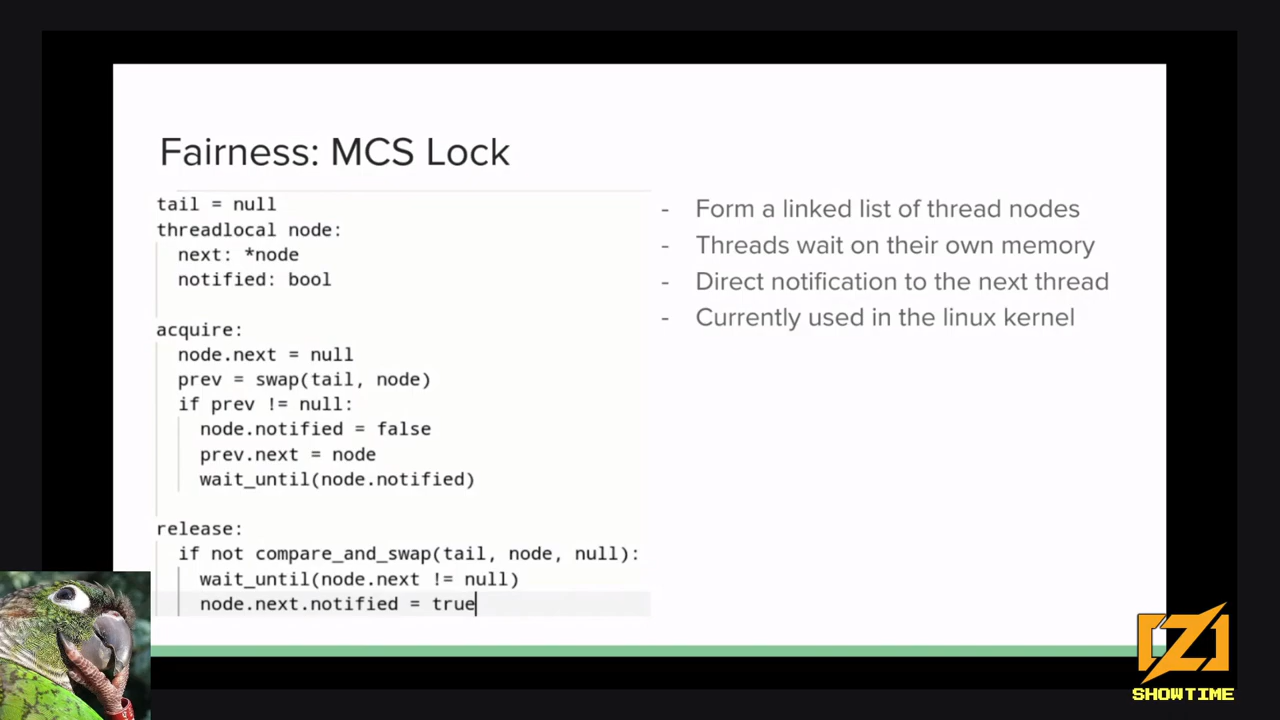 Fairness: MCS Lock
tail = null
threadlocal node:
next: *node
notified: bool
acquire:
node.next = null
prev = swap(tail, node)
if prev != null:
node.notified = false
prev.next = node
wait_until(node.notified)
release:
if not compare_and_swap(tail, node, null):
wait_until(node.next != null)
node.next.notified = true
- Form a linked list of thread nodes
- Threads wait on their own memory
- Direct notification to the next thread
- Currently used in the linux kernel
Z
SHOWTIME